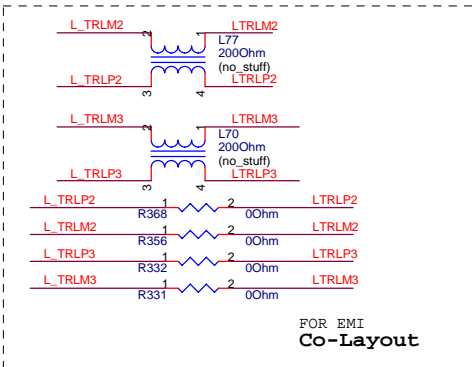 L_TRLM2 2 1 LTRLM2
L77
200Ohm
(no_stuff)
L_TRLP2 3 4 LTRLP2
L_TRLM3 2 1 LTRLM3
L70
200Ohm
(no_stuff)
L_TRLP3 3 4 LTRLP3
L_TRLP2 1 2 LTRLP2
R368 0Ohm
L_TRLM2 1 2 LTRLM2
R356 0Ohm
L_TRLP3 1 2 LTRLP3
R332 0Ohm
L_TRLM3 1 2 LTRLM3
R331 0Ohm
FOR EMI
Co-Layout